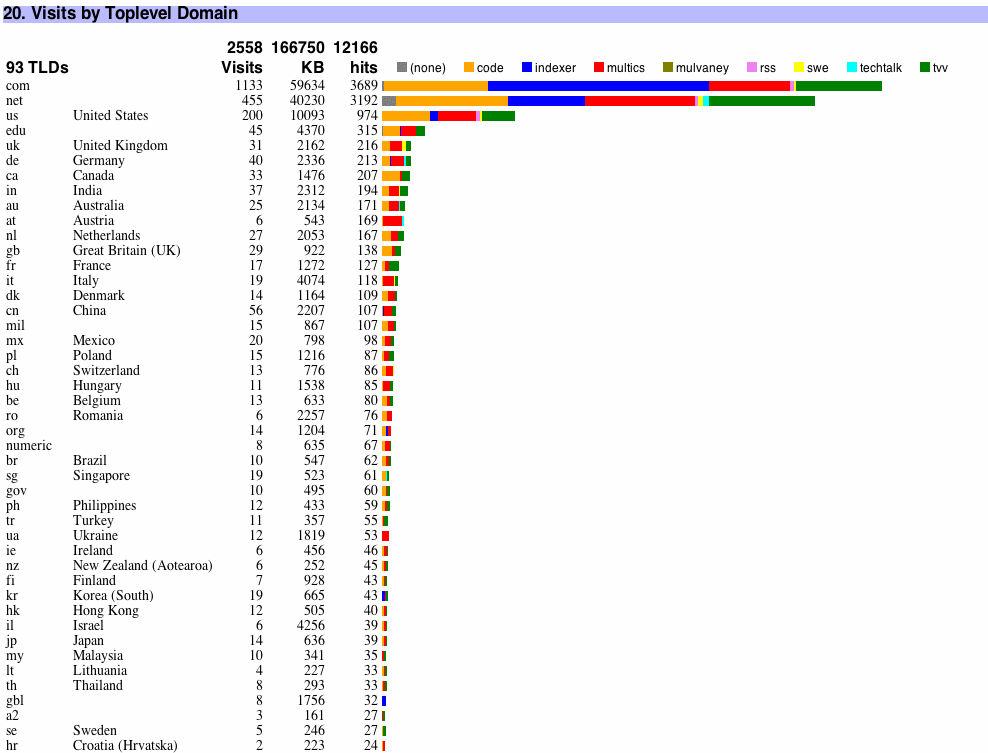 20. Visits by Toplevel Domain
2558 166750 12166
93 TLDs Visits KB hits (none) code indexer multics mulvaney rss swe techtalk tvv
com 1133 59634 3689
net 455 40230 3192
us United States 200 10093 974
edu 45 4370 315
uk United Kingdom 31 2162 216
de Germany 40 2336 213
ca Canada 33 1476 207
in India 37 2312 194
au Australia 25 2134 171
at Austria 6 543 169
nl Netherlands 27 2053 167
gb Great Britain (UK) 29 922 138
fr France 17 1272 127
it Italy 19 4074 118
dk Denmark 14 1164 109
cn China 56 2207 107
mil 15 867 107
mx Mexico 20 798 98
pl Poland 15 1216 87
ch Switzerland 13 776 86
hu Hungary 11 1538 85
be Belgium 13 633 80
ro Romania 6 2257 76
org 14 1204 71
numeric 8 635 67
br Brazil 10 547 62
sg Singapore 19 523 61
gov 10 495 60
ph Philippines 12 433 59
tr Turkey 11 357 55
ua Ukraine 12 1819 53
ie Ireland 6 456 46
nz New Zealand (Aotearoa) 6 252 45
fi Finland 7 928 43
kr Korea (South) 19 665 43
hk Hong Kong 12 505 40
il Israel 6 4256 39
jp Japan 14 636 39
my Malaysia 10 341 35
lt Lithuania 4 227 33
th Thailand 8 293 33
gbl 8 1756 32
a2 3 161 27
se Sweden 5 246 27
hr Croatia (Hrvatska) 2 223 24